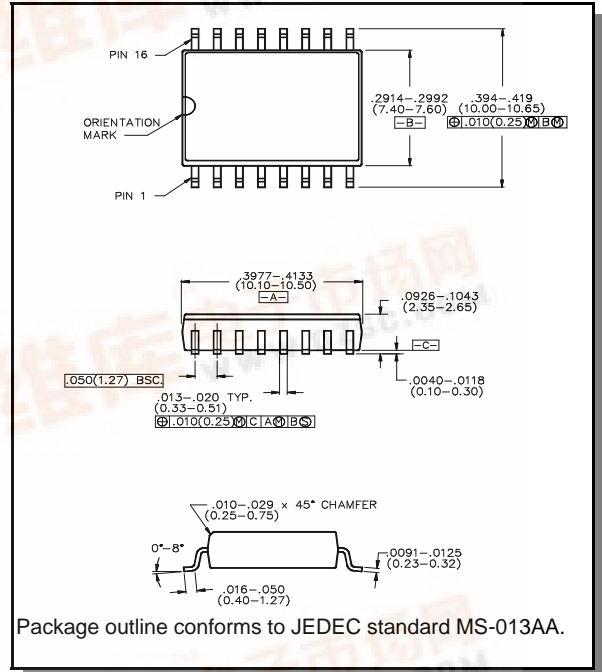 PIN 16
ORIENTATION
MARK
PIN 1
.2914–.2992
(7.40–7.60)
–B–
.394–.419
(10.00–10.65)
⊕ .010(0.25)Ⓜ B Ⓜ
.3977–.4133
(10.10–10.50)
–A–
.0926–.1043
(2.35–2.65)
–C–
.0040–.0118
(0.10–0.30)
.050(1.27) BSC.
.013–.020 TYP.
(0.33–0.51)
⊕ .010(0.25)Ⓜ C A Ⓜ B Ⓢ
.010–.029 x 45° CHAMFER
(0.25–0.75)
0°–8°
.0091–.0125
(0.23–0.32)
.016–.050
(0.40–1.27)
Package outline conforms to JEDEC standard MS-013AA.